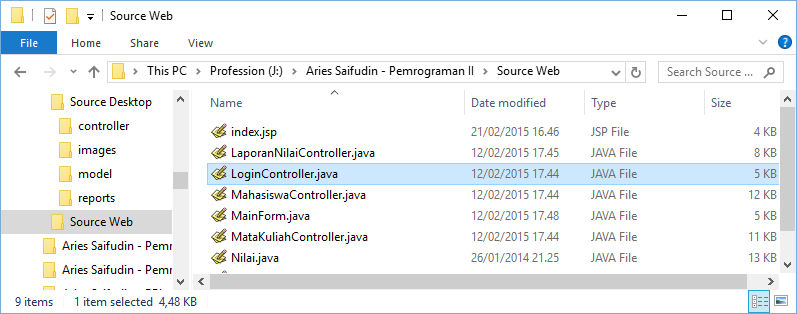 Source Web
File Home Share View
This PC Profession (J:) Aries Saifudin - Pemrograman II Source Web Search Source ...
Source Desktop
controller
images
model
reports
Source Web
Aries Saifudin - Pemr
Aries Saifudin - Pemr
Name Date modified Type Size
index.jsp 21/02/2015 16.46 JSP File 4 KB
LaporanNilaiController.java 12/02/2015 17.45 JAVA File 8 KB
LoginController.java 12/02/2015 17.44 JAVA File 5 KB
MahasiswaController.java 12/02/2015 17.44 JAVA File 12 KB
MainForm.java 12/02/2015 17.48 JAVA File 5 KB
MataKuliahController.java 12/02/2015 17.44 JAVA File 11 KB
Nilai.java 26/01/2014 21.25 JAVA File 13 KB
9 items 1 item selected 4,48 KB